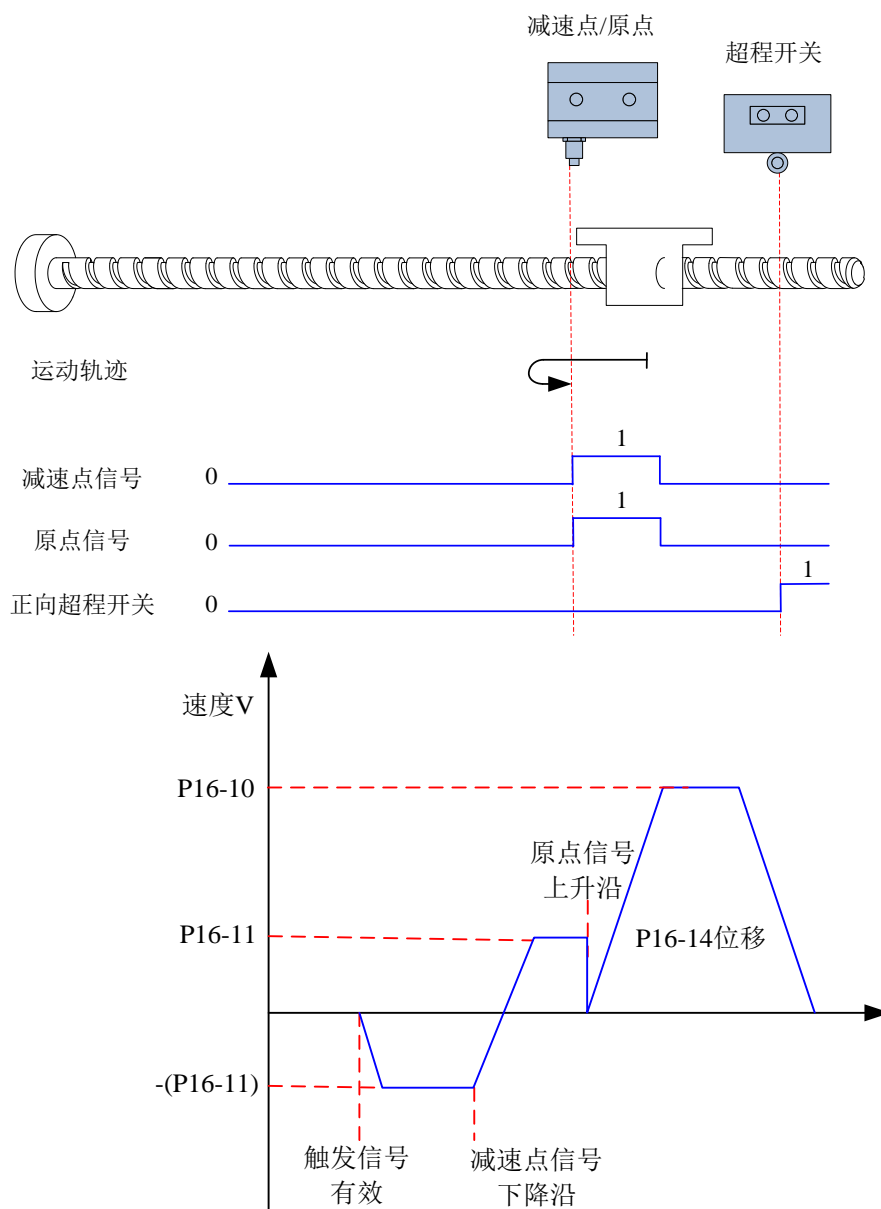 减速点/原点
超程开关
运动轨迹
1
减速点信号
0
1
原点信号
0
1
正向超程开关
0
速度V
P16-10
原点信号
上升沿
P16-11
P16-14位移
-(P16-11)
触发信号
有效
减速点信号
下降沿